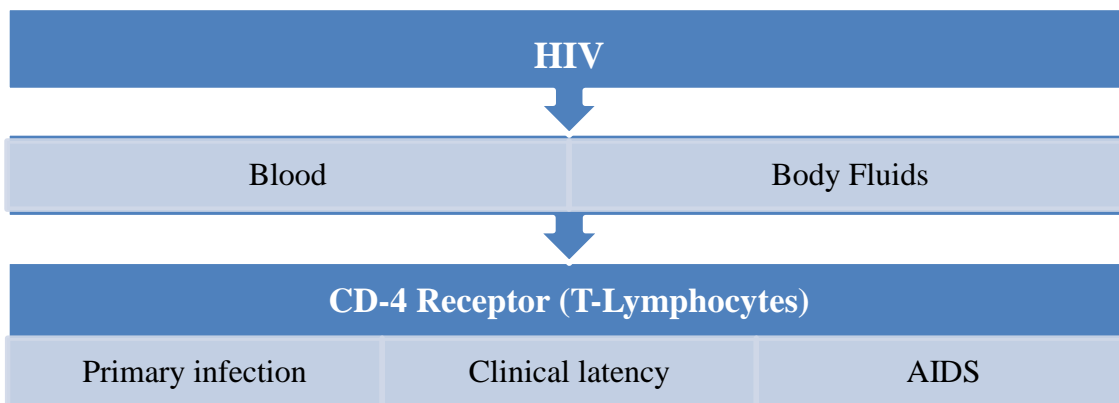 HIV
Blood
Body Fluids
CD-4 Receptor (T-Lymphocytes)
Primary infection
Clinical latency
AIDS